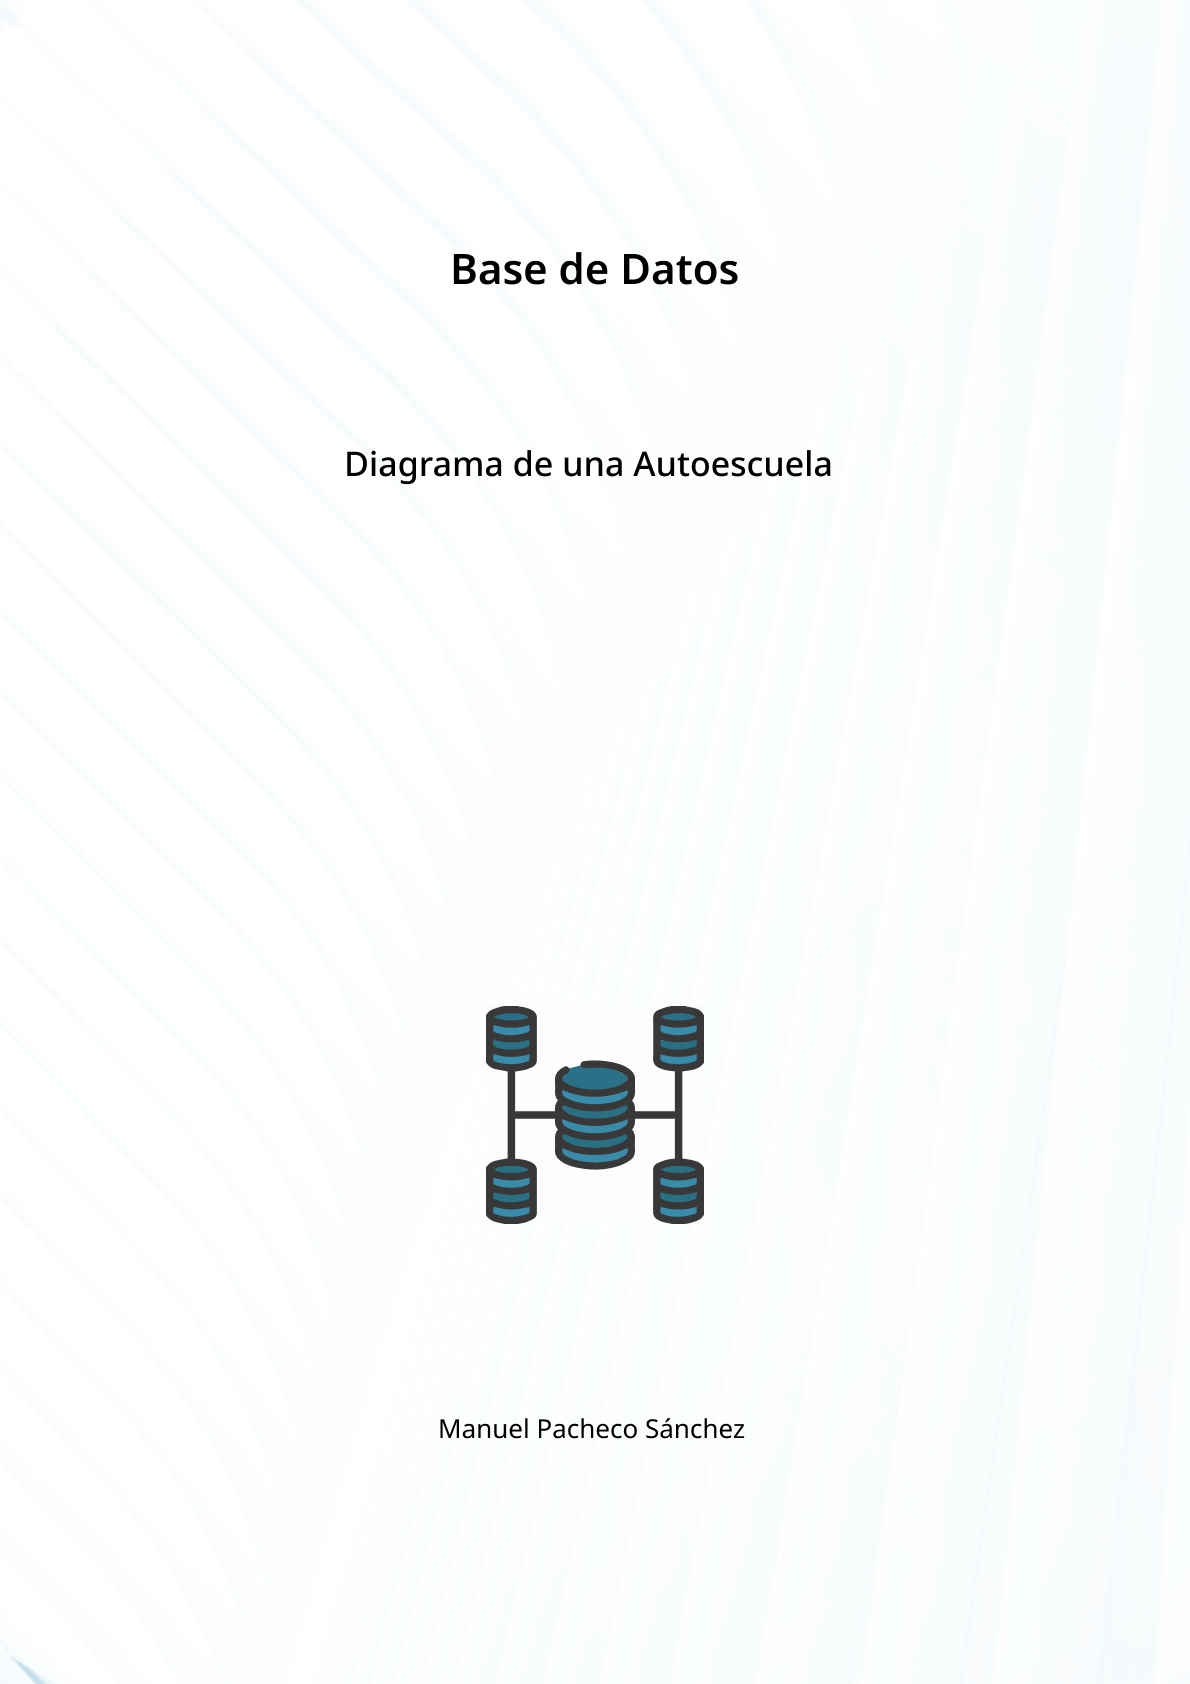 Base de Datos
Diagrama de una Autoescuela
Manuel Pacheco Sánchez